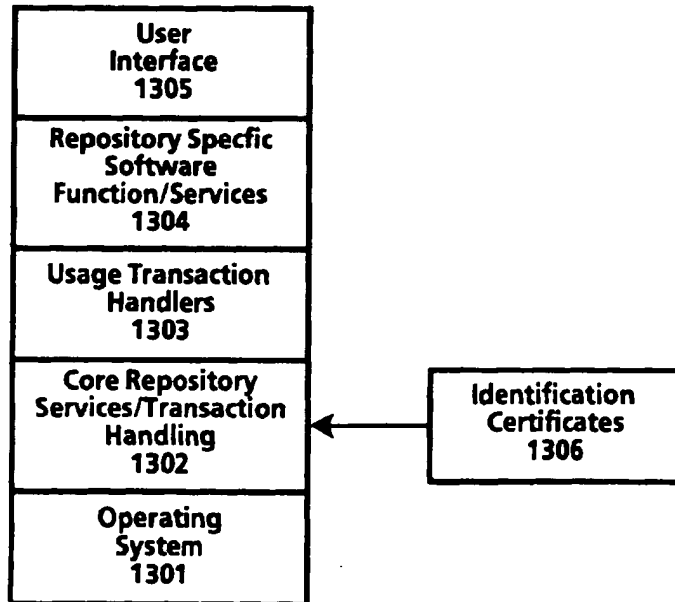 User
Interface
1305
Repository Specfic
Software
Function/Services
1304
Usage Transaction
Handlers
1303
Core Repository
Services/Transaction
Handling
1302
Identification
Certificates
1306
Operating
System
1301